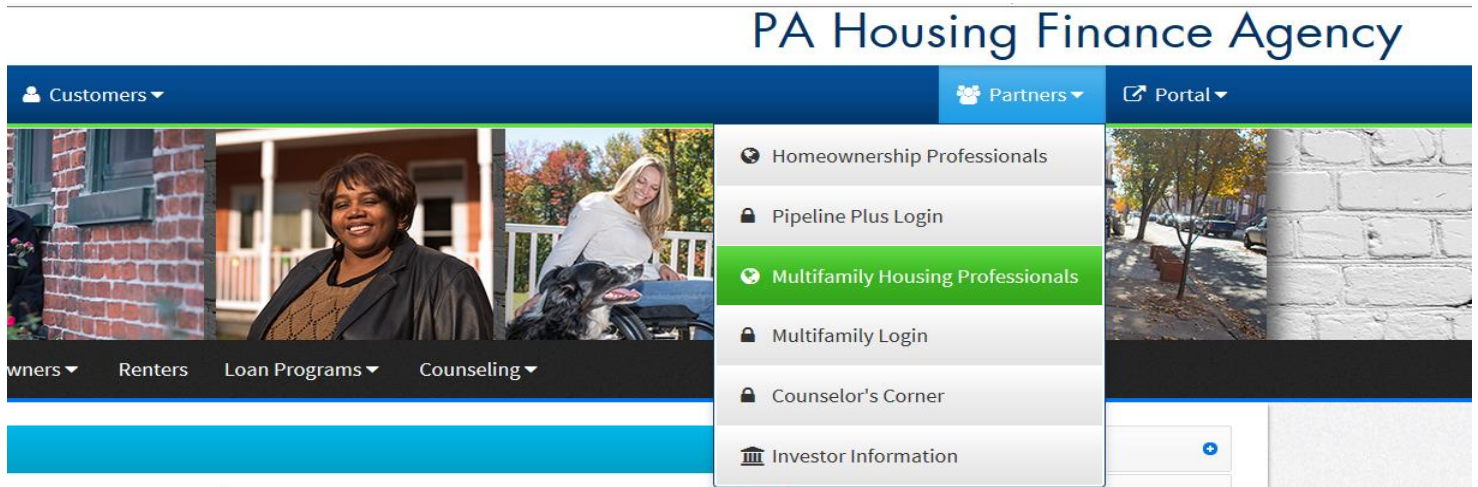 PA Housing Finance Agency
Customers
Partners
Portal
Homeownership Professionals
Pipeline Plus Login
Multifamily Housing Professionals
Multifamily Login
Counselor's Corner
Investor Information
wners
Renters
Loan Programs
Counseling